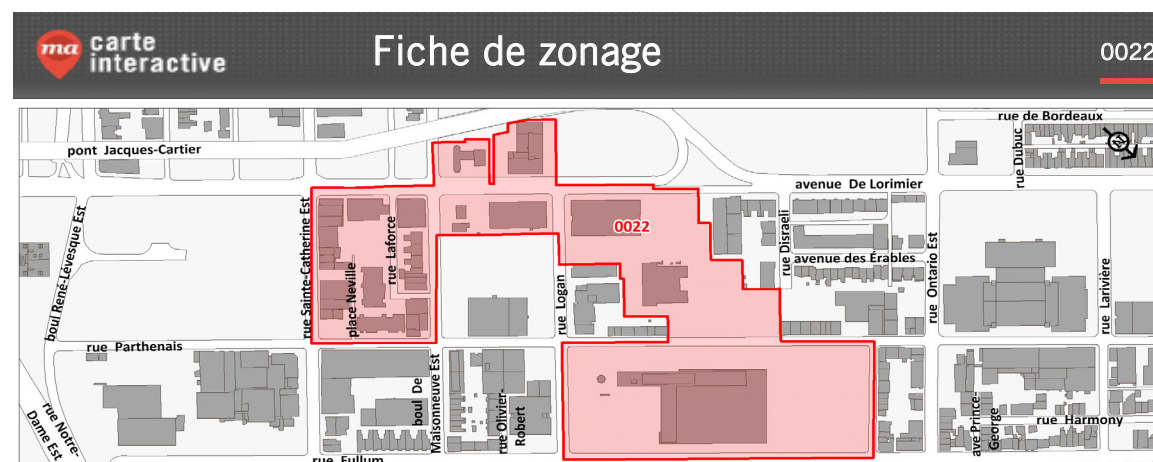 ma carte
interactive
Fiche de zonage
0022
rue de Bordeaux
pont Jacques-Cartier
rue Dubuc
N
avenue De Lorimier
boul René-Lévesque Est
rue Sainte-Catherine Est
place Neville
rue Laforce
0022
rue Logan
rue Disraeli
avenue des Érables
rue Ontario Est
rue Larivière
rue Parthenais
rue Notre-
Dame Est
boul De
Maisonneuve Est
rue Olivier-
Robert
ave Prince-
George
rue Harmony
rue Fullum